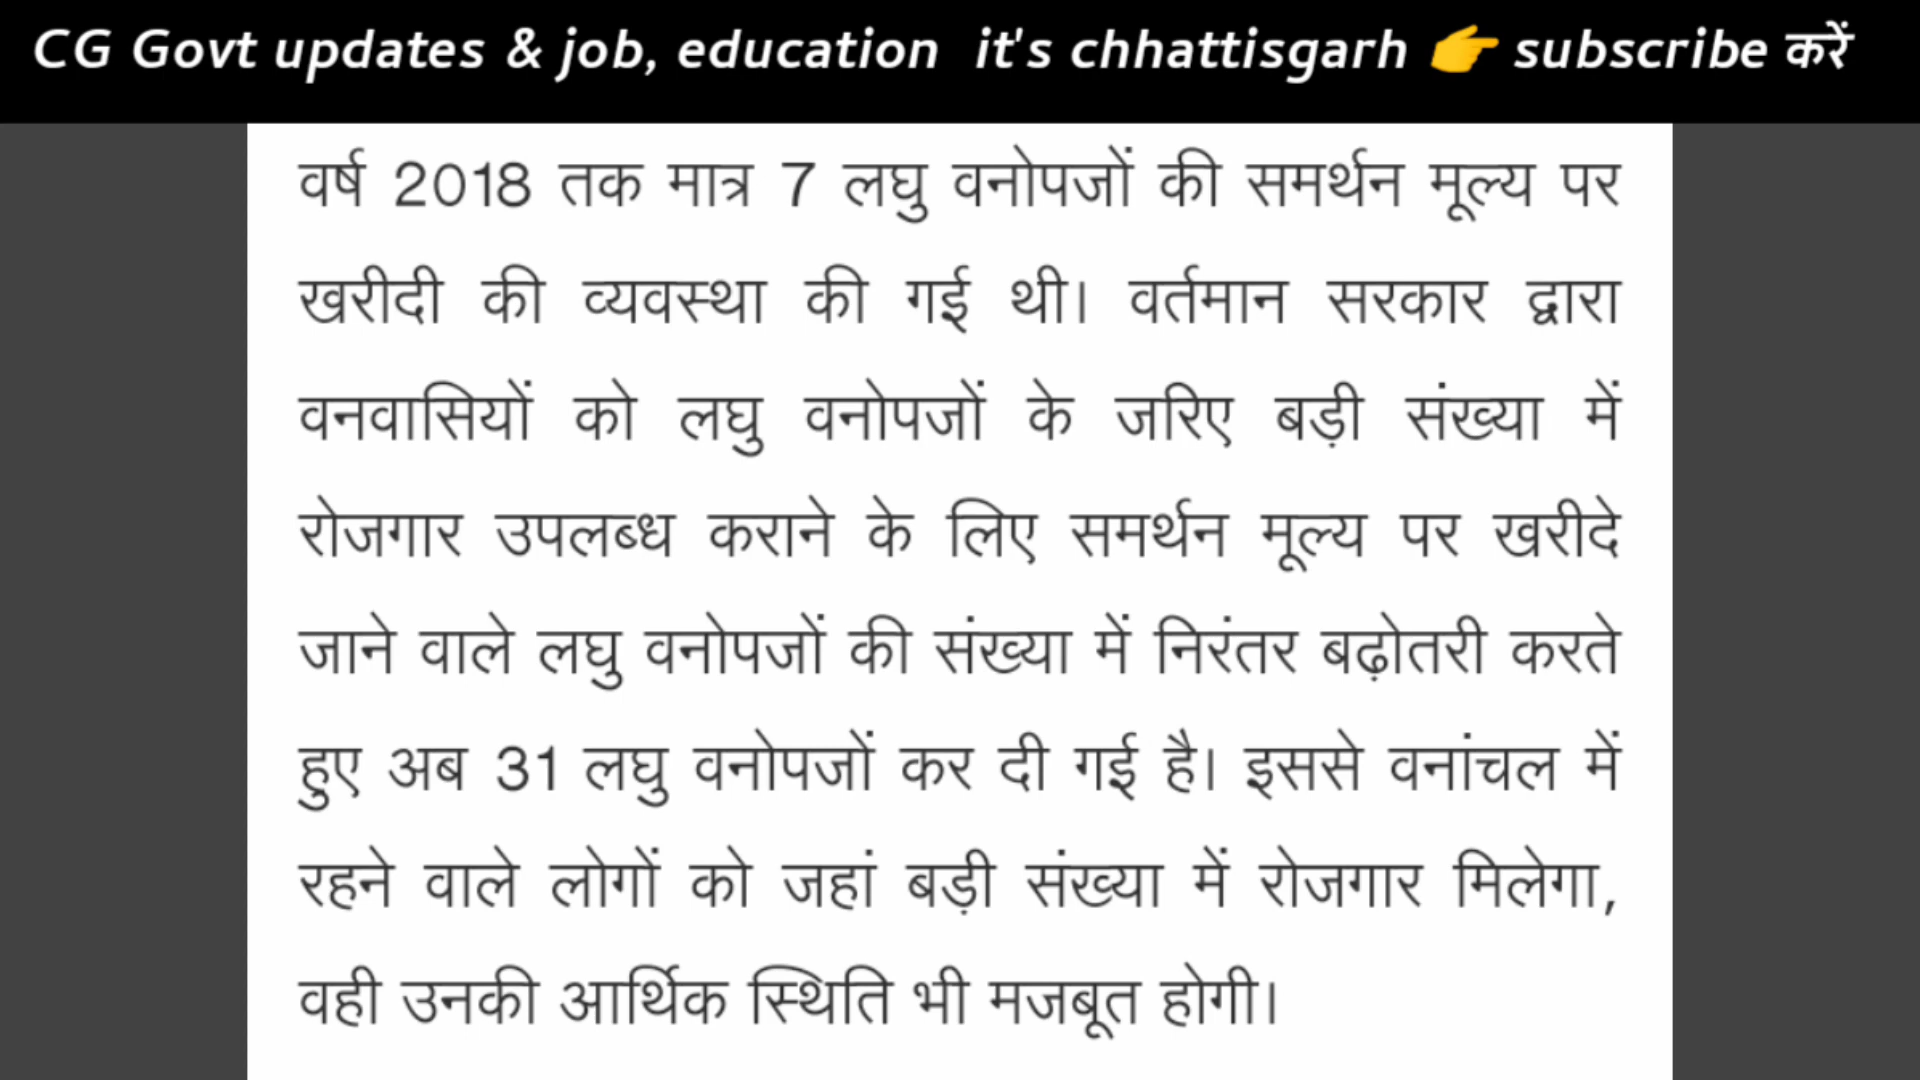 CG Govt updates & job, education it's chhattisgarh 👉 subscribe करें
वर्ष 2018 तक मात्र 7 लघु वनोपजों की समर्थन मूल्य पर
खरीदी की व्यवस्था की गई थी। वर्तमान सरकार द्वारा
वनवासियों को लघु वनोपजों के जरिए बड़ी संख्या में
रोजगार उपलब्ध कराने के लिए समर्थन मूल्य पर खरीदे
जाने वाले लघु वनोपजों की संख्या में निरंतर बढ़ोतरी करते
हुए अब 31 लघु वनोपजों कर दी गई है। इससे वनांचल में
रहने वाले लोगों को जहां बड़ी संख्या में रोजगार मिलेगा,
वही उनकी आर्थिक स्थिति भी मजबूत होगी।